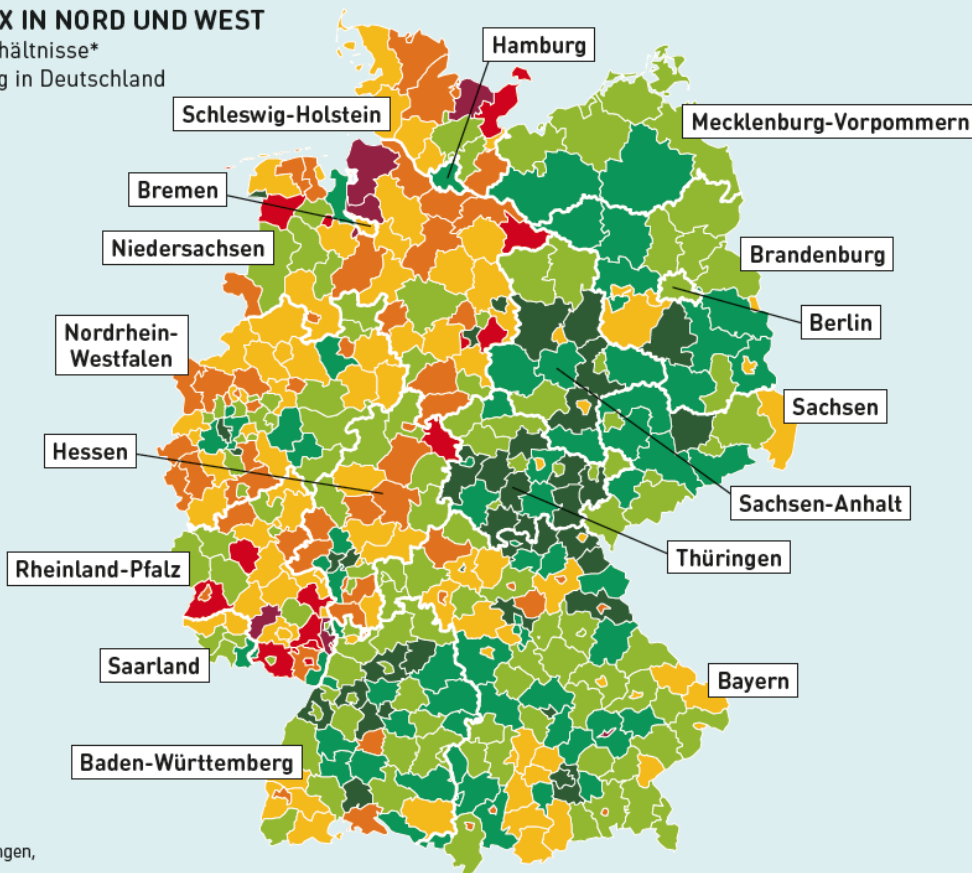 X IN NORD UND WEST
hältnisse*
g in Deutschland
Hamburg
Schleswig-Holstein
Mecklenburg-Vorpommern
Bremen
Niedersachsen
Brandenburg
Berlin
Nordrhein-
Westfalen
Sachsen
Hessen
Sachsen-Anhalt
Thüringen
Rheinland-Pfalz
Saarland
Bayern
Baden-Württemberg
ngen,